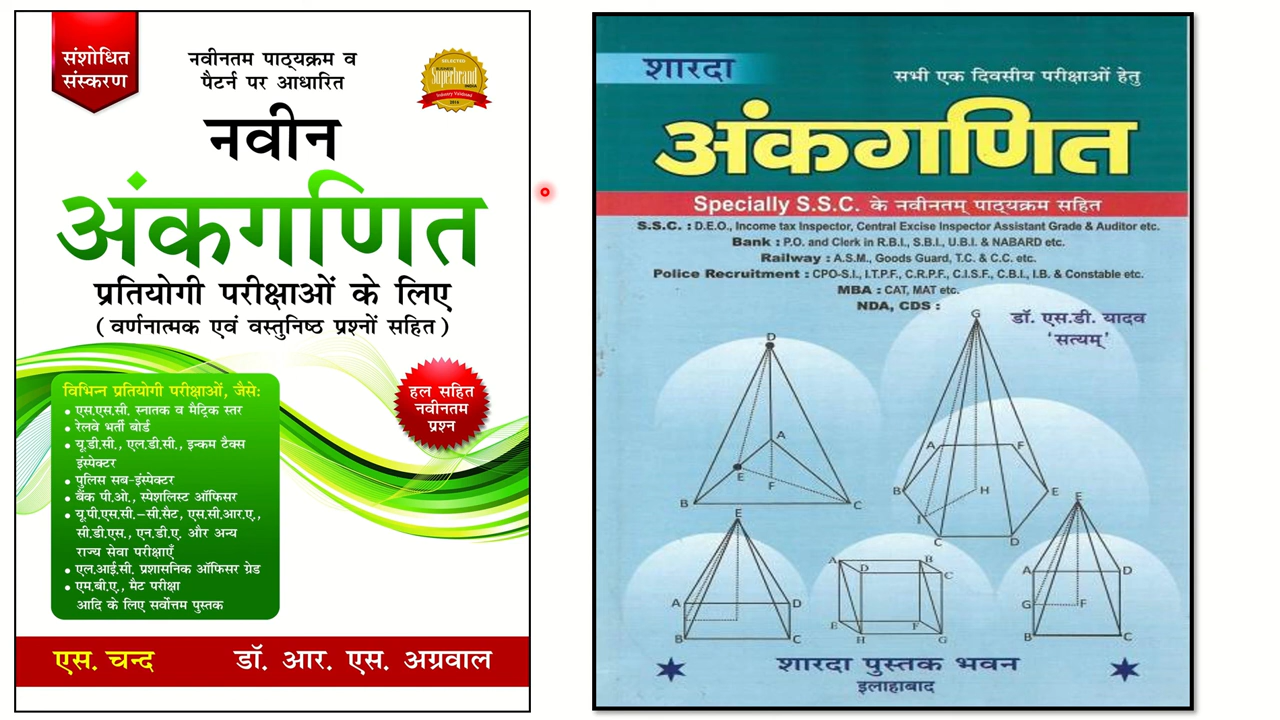 संशोधित
संस्करण
नवीनतम पाठ्यक्रम व
पैटर्न पर आधारित
SELECTED
Superbrand
INDIA
Industry Validated
2014
नवीन
अंकगणित
प्रतियोगी परीक्षाओं के लिए
(वर्णनात्मक एवं वस्तुनिष्ठ प्रश्नों सहित)
हल सहित
नवीनतम
प्रश्न
विभिन्न प्रतियोगी परीक्षाओं, जैसे:
• एस.एस.सी. स्नातक व मैट्रिक स्तर
• रेलवे भर्ती बोर्ड
• यू.डी.सी., एल.डी.सी., इन्कम टैक्स
इंस्पेक्टर
• पुलिस सब-इंस्पेक्टर
• बैंक पी.ओ., स्पेशलिस्ट ऑफिसर
• यू.पी.एस.सी.-सी.सैट, एस.सी.आर.ए.,
सी.डी.एस., एन.डी.ए. और अन्य
राज्य सेवा परीक्षाएँ
• एल.आई.सी. प्रशासनिक ऑफिसर ग्रेड
• एम.बी.ए., मैट परीक्षा
आदि के लिए सर्वोत्तम पुस्तक
एस. चन्द डॉ. आर. एस. अग्रवाल
शारदा
सभी एक दिवसीय परीक्षाओं हेतु
अंकगणित
Specially S.S.C. के नवीनतम् पाठ्यक्रम सहित
S.S.C. : D.E.O., Income tax Inspector, Central Excise Inspector Assistant Grade & Auditor etc.
Bank : P.O. and Clerk in R.B.I., S.B.I., U.B.I. & NABARD etc.
Railway : A.S.M., Goods Guard, T.C. & C.C. etc.
Police Recruitment : CPO-S.I., I.T.P.F., C.R.P.F., C.I.S.F., C.B.I., I.B. & Constable etc.
MBA : CAT, MAT etc.
NDA, CDS :
डॉ. एस.डी. यादव
'सत्यम्'
D
A
E
F
B C
G
A F
B H E
I
C D
E
A D
B C
A B
D C
E F
H G
E
A D
G F
B C
शारदा पुस्तक भवन
इलाहाबाद